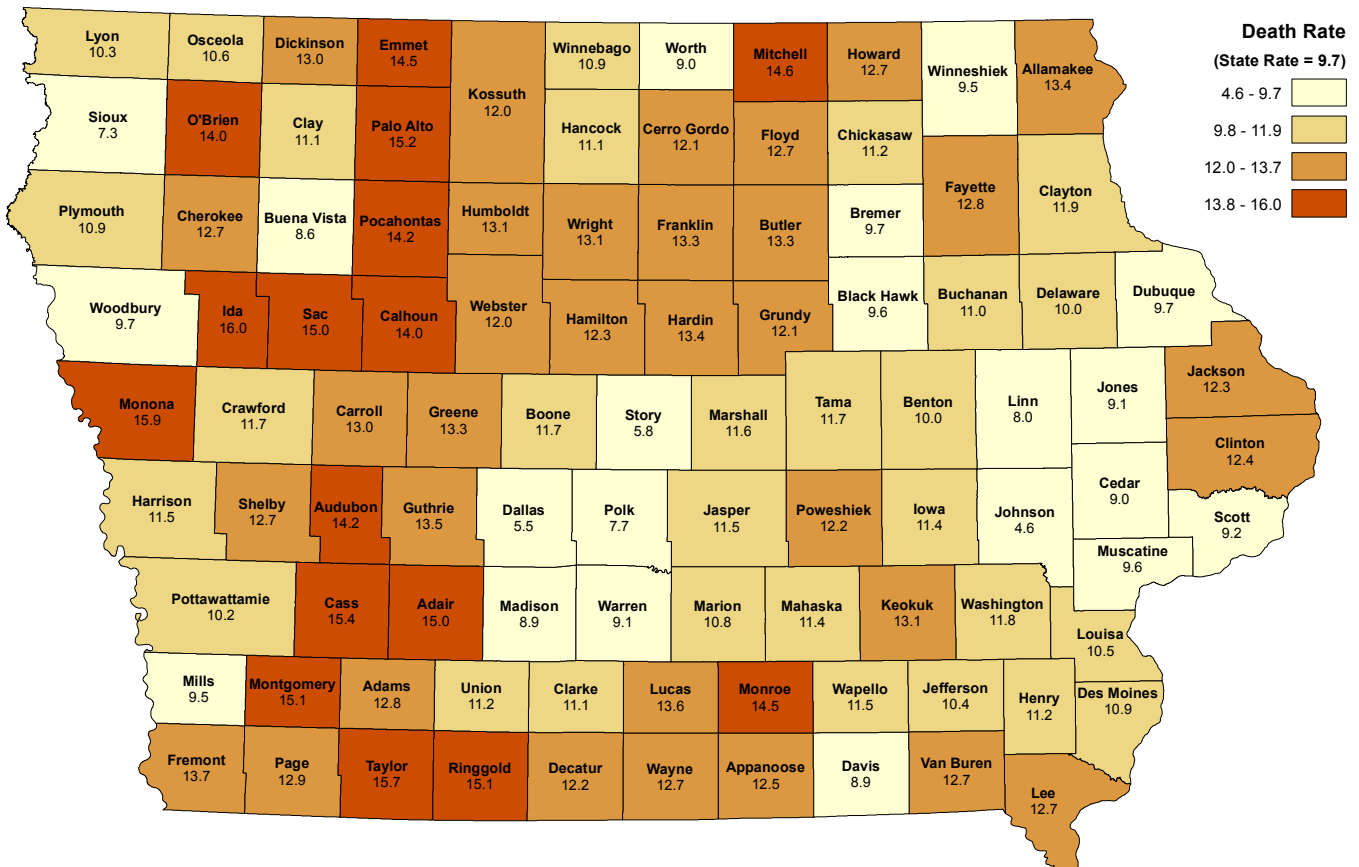 Death Rate
(State Rate = 9.7)
4.6 - 9.7
9.8 - 11.9
12.0 - 13.7
13.8 - 16.0
Lyon
10.3
Osceola
10.6
Dickinson
13.0
Emmet
14.5
Kossuth
12.0
Winnebago
10.9
Worth
9.0
Mitchell
14.6
Howard
12.7
Winneshiek
9.5
Allamakee
13.4
Sioux
7.3
O'Brien
14.0
Clay
11.1
Palo Alto
15.2
Hancock
11.1
Cerro Gordo
12.1
Floyd
12.7
Chickasaw
11.2
Fayette
12.8
Clayton
11.9
Plymouth
10.9
Cherokee
12.7
Buena Vista
8.6
Pocahontas
14.2
Humboldt
13.1
Wright
13.1
Franklin
13.3
Butler
13.3
Bremer
9.7
Woodbury
9.7
Ida
16.0
Sac
15.0
Calhoun
14.0
Webster
12.0
Hamilton
12.3
Hardin
13.4
Grundy
12.1
Black Hawk
9.6
Buchanan
11.0
Delaware
10.0
Dubuque
9.7
Monona
15.9
Crawford
11.7
Carroll
13.0
Greene
13.3
Boone
11.7
Story
5.8
Marshall
11.6
Tama
11.7
Benton
10.0
Linn
8.0
Jones
9.1
Jackson
12.3
Clinton
12.4
Harrison
11.5
Shelby
12.7
Audubon
14.2
Guthrie
13.5
Dallas
5.5
Polk
7.7
Jasper
11.5
Poweshiek
12.2
Iowa
11.4
Johnson
4.6
Cedar
9.0
Scott
9.2
Muscatine
9.6
Pottawattamie
10.2
Cass
15.4
Adair
15.0
Madison
8.9
Warren
9.1
Marion
10.8
Mahaska
11.4
Keokuk
13.1
Washington
11.8
Louisa
10.5
Mills
9.5
Montgomery
15.1
Adams
12.8
Union
11.2
Clarke
11.1
Lucas
13.6
Monroe
14.5
Wapello
11.5
Jefferson
10.4
Henry
11.2
Des Moines
10.9
Fremont
13.7
Page
12.9
Taylor
15.7
Ringgold
15.1
Decatur
12.2
Wayne
12.7
Appanoose
12.5
Davis
8.9
Van Buren
12.7
Lee
12.7